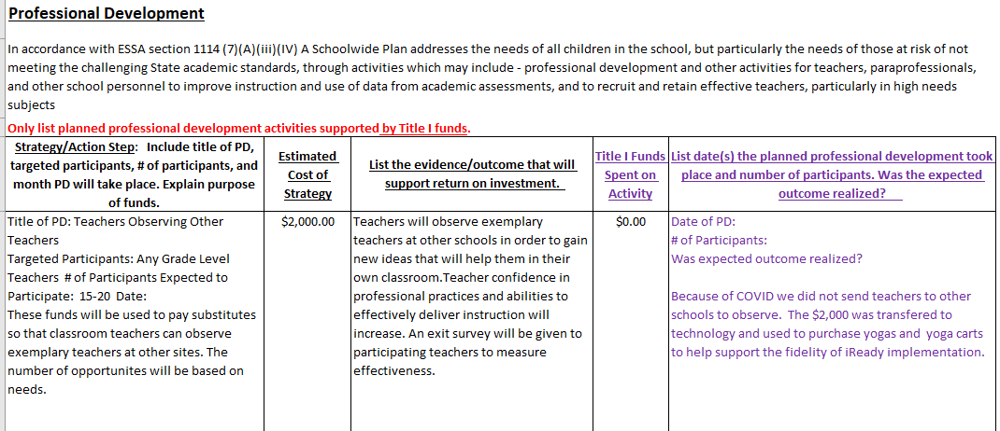 Professional Development
In accordance with ESSA section 1114 (7)(A)(iii)(IV) A Schoolwide Plan addresses the needs of all children in the school, but particularly the needs of those at risk of not
meeting the challenging State academic standards, through activities which may include - professional development and other activities for teachers, paraprofessionals,
and other school personnel to improve instruction and use of data from academic assessments, and to recruit and retain effective teachers, particularly in high needs
subjects
Only list planned professional development activities supported by Title I funds.
Strategy/Action Step: Include title of PD,
targeted participants, # of participants, and
month PD will take place. Explain purpose
of funds.
Estimated
Cost of
Strategy
List the evidence/outcome that will
support return on investment.
Title I Funds
Spent on
Activity
List date(s) the planned professional development took
place and number of participants. Was the expected
outcome realized?
Title of PD: Teachers Observing Other
Teachers
Targeted Participants: Any Grade Level
Teachers # of Participants Expected to
Participate: 15-20 Date:
These funds will be used to pay substitutes
so that classroom teachers can observe
exemplary teachers at other sites. The
number of opportunites will be based on
needs.
$2,000.00
Teachers will observe exemplary
teachers at other schools in order to gain
new ideas that will help them in their
own classroom.Teacher confidence in
professional practices and abilities to
effectively deliver instruction will
increase. An exit survey will be given to
participating teachers to measure
effectiveness.
$0.00
Date of PD:
# of Participants:
Was expected outcome realized?
Because of COVID we did not send teachers to other
schools to observe. The $2,000 was transfered to
technology and used to purchase yogas and yoga carts
to help support the fidelity of iReady implementation.